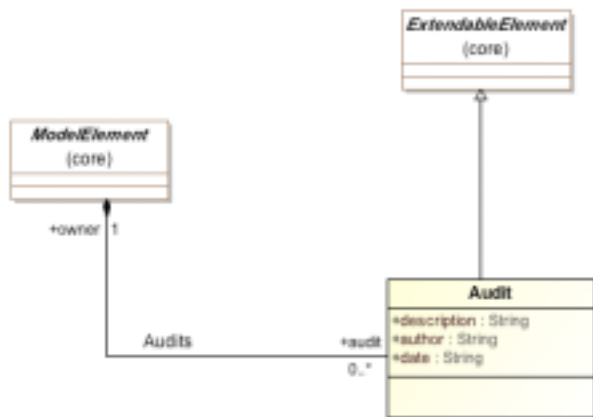 ExtendableElement
(core)
ModelElement
(core)
+owner 1
Audit
+description : String
+author : String
+date : String
Audits
+audit
0..*